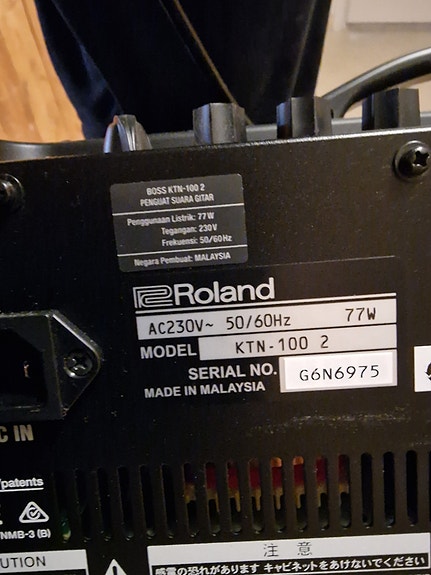 BOSS KTN-100 2
PENGUAT SUARA GITAR
Penggunaan Listrik: 77W
Tegangan: 230V
Frekuensi: 50/60Hz
Negara Pembuat: MALAYSIA
Roland
AC230V~ 50/60Hz 77W
MODEL KTN-100 2
SERIAL NO. G6N6975
MADE IN MALAYSIA
C IN
/patents
NMB-3 (B)
UTION
注意
感電の恐れがあります キャビネットをあけないでください